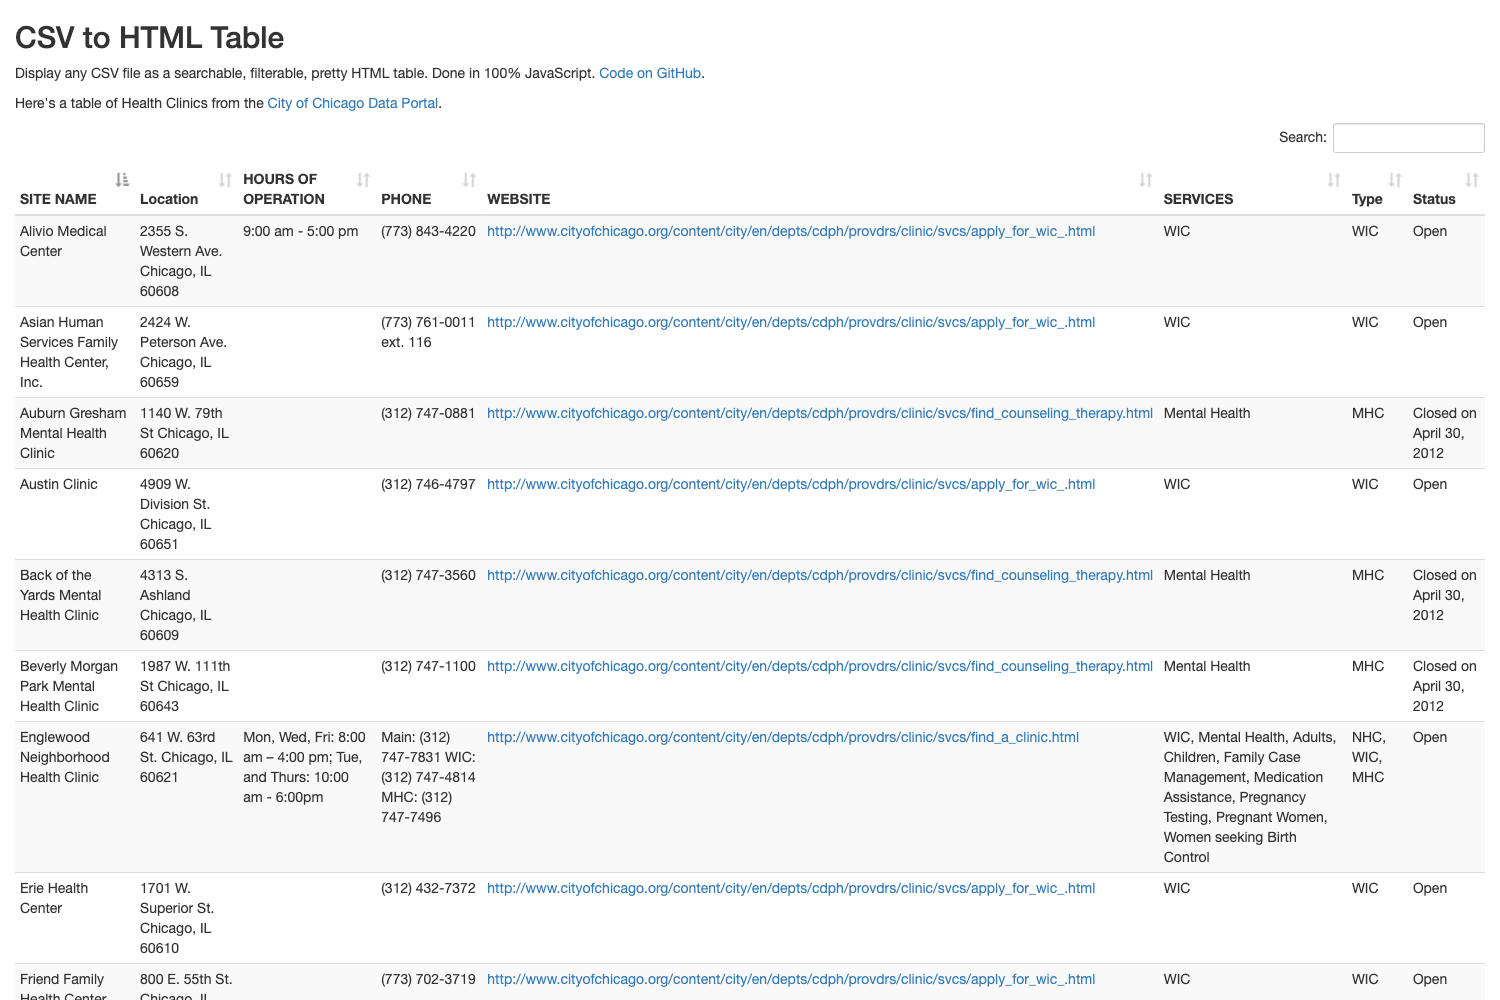 CSV to HTML Table
Display any CSV file as a searchable, filterable, pretty HTML table. Done in 100% JavaScript. Code on GitHub.
Here's a table of Health Clinics from the City of Chicago Data Portal.
Search:
SITE NAME
Location
HOURS OF
OPERATION
PHONE
WEBSITE
SERVICES
Type
Status
Alivio Medical
Center
2355 S.
Western Ave.
Chicago, IL
60608
9:00 am - 5:00 pm
(773) 843-4220
http://www.cityofchicago.org/content/city/en/depts/cdph/provdrs/clinic/svcs/apply_for_wic_.html
WIC
WIC
Open
Asian Human
Services Family
Health Center,
Inc.
2424 W.
Peterson Ave.
Chicago, IL
60659
(773) 761-0011
ext. 116
http://www.cityofchicago.org/content/city/en/depts/cdph/provdrs/clinic/svcs/apply_for_wic_.html
WIC
WIC
Open
Auburn Gresham
Mental Health
Clinic
1140 W. 79th
St Chicago, IL
60620
(312) 747-0881
http://www.cityofchicago.org/content/city/en/depts/cdph/provdrs/clinic/svcs/find_counseling_therapy.html
Mental Health
MHC
Closed on
April 30,
2012
Austin Clinic
4909 W.
Division St.
Chicago, IL
60651
(312) 746-4797
http://www.cityofchicago.org/content/city/en/depts/cdph/provdrs/clinic/svcs/apply_for_wic_.html
WIC
WIC
Open
Back of the
Yards Mental
Health Clinic
4313 S.
Ashland
Chicago, IL
60609
(312) 747-3560
http://www.cityofchicago.org/content/city/en/depts/cdph/provdrs/clinic/svcs/find_counseling_therapy.html
Mental Health
MHC
Closed on
April 30,
2012
Beverly Morgan
Park Mental
Health Clinic
1987 W. 111th
St Chicago, IL
60643
(312) 747-1100
http://www.cityofchicago.org/content/city/en/depts/cdph/provdrs/clinic/svcs/find_counseling_therapy.html
Mental Health
MHC
Closed on
April 30,
2012
Englewood
Neighborhood
Health Clinic
641 W. 63rd
St. Chicago, IL
60621
Mon, Wed, Fri: 8:00
am – 4:00 pm; Tue,
and Thurs: 10:00
am - 6:00pm
Main: (312)
747-7831 WIC:
(312) 747-4814
MHC: (312)
747-7496
http://www.cityofchicago.org/content/city/en/depts/cdph/provdrs/clinic/svcs/find_a_clinic.html
WIC, Mental Health, Adults,
Children, Family Case
Management, Medication
Assistance, Pregnancy
Testing, Pregnant Women,
Women seeking Birth
Control
NHC,
WIC,
MHC
Open
Erie Health
Center
1701 W.
Superior St.
Chicago, IL
60610
(312) 432-7372
http://www.cityofchicago.org/content/city/en/depts/cdph/provdrs/clinic/svcs/apply_for_wic_.html
WIC
WIC
Open
Friend Family
Health Center
800 E. 55th St.
Chicago, IL
(773) 702-3719
http://www.cityofchicago.org/content/city/en/depts/cdph/provdrs/clinic/svcs/apply_for_wic_.html
WIC
WIC
Open